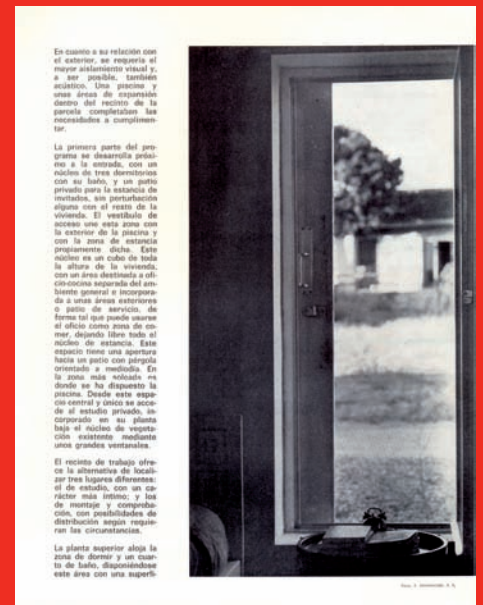 En cuanto a su relación con
el exterior, se requería el
mayor aislamiento visual y,
a ser posible, también
acústico. Una piscina y
unas áreas de expansión
dentro del recinto de la
parcela completaban las
necesidades a cumplimen-
tar.
La primera parte del pro-
grama se desarrolla próxi-
mo a la entrada, con un
núcleo de tres dormitorios
con su baño, y un patio
privado para la estancia de
invitados, sin perturbación
alguna con el resto de la
vivienda. El vestíbulo de
acceso une esta zona con
la exterior de la piscina y
con la zona de estancia
propiamente dicha. Este
núcleo es un cubo de toda
la altura de la vivienda,
con un área destinada a ofi-
cio-cocina separada del am-
biente general e incorpora-
da a unas áreas exteriores
o patio de servicio, de
forma tal que puede usarse
el oficio como zona de co-
mer, dejando libre todo el
núcleo de estancia. Este
espacio tiene una apertura
hacia un patio con pérgola
orientado a mediodía. En
la zona más soleada es
donde se ha dispuesto la
piscina. Desde este espa-
cio central y único se acce-
de al estudio privado, in-
corporado en su planta
baja el núcleo de vegeta-
ción existente mediante
unos grandes ventanales.
El recinto de trabajo ofre-
ce la alternativa de locali-
zar tres lugares diferentes:
el de estudio, con un ca-
rácter más íntimo; y los
de montaje y comproba-
ción, con posibilidades de
distribución según requie-
ran las circunstancias.
La planta superior aloja la
zona de dormir y un cuar-
to de baño, disponiéndose
este área con una superfi-